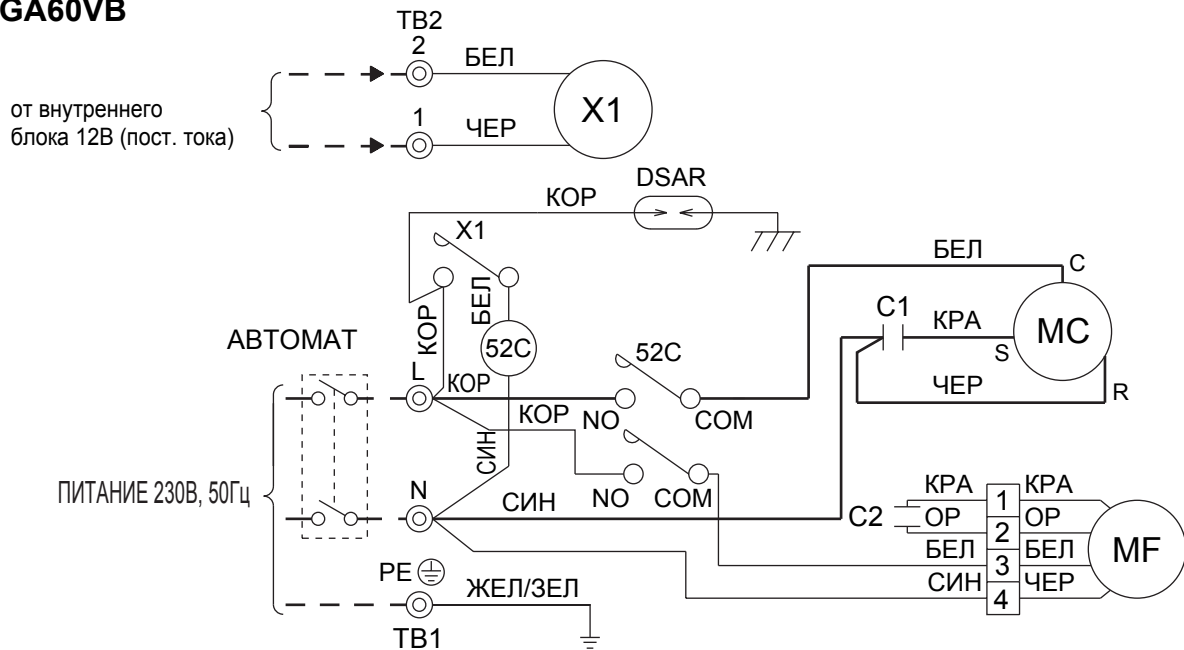 GA60VB
TB2
2
БЕЛ
от внутреннего
блока 12В (пост. тока)
1
ЧЕР
X1
DSAR
КОР
X1
БЕЛ
КОР
52C
АВТОМАТ
L
КОР
КОР
СИН
52C
NO
COM
NO
COM
БЕЛ
C
C1
КРА
S
MC
ЧЕР
R
ПИТАНИЕ 230В, 50Гц
N
СИН
C2
КРА
1
КРА
ОР
2
ОР
БЕЛ
3
БЕЛ
СИН
4
ЧЕР
MF
PE
ЖЕЛ/ЗЕЛ
TB1